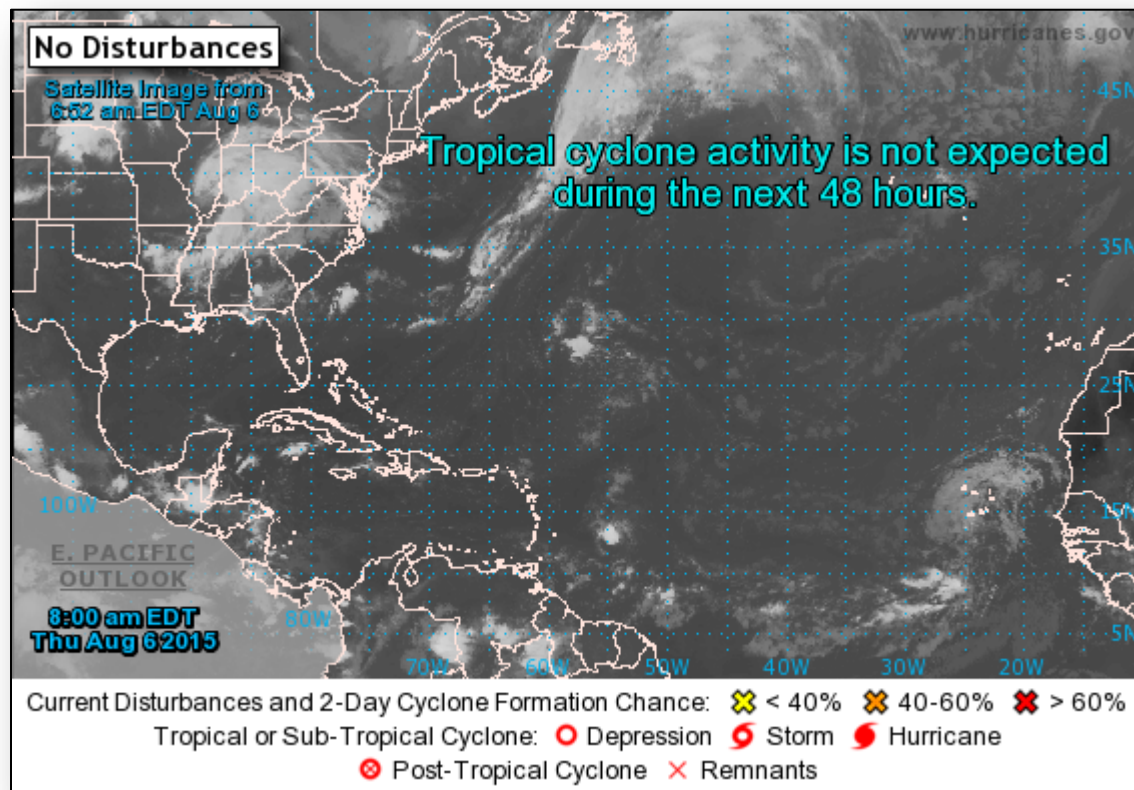 No Disturbances
www.hurricanes.gov
Satellite Image from
6:52 am EDT Aug 6
45N
Tropical cyclone activity is not expected
during the next 48 hours.
35N
25N
100W
15N
E. PACIFIC
OUTLOOK
8:00 am EDT
Thu Aug 6 2015
80W
5N
70W 60W 50W 40W 30W 20W
Current Disturbances and 2-Day Cyclone Formation Chance: < 40% 40-60% > 60%
Tropical or Sub-Tropical Cyclone: Depression Storm Hurricane
Post-Tropical Cyclone Remnants